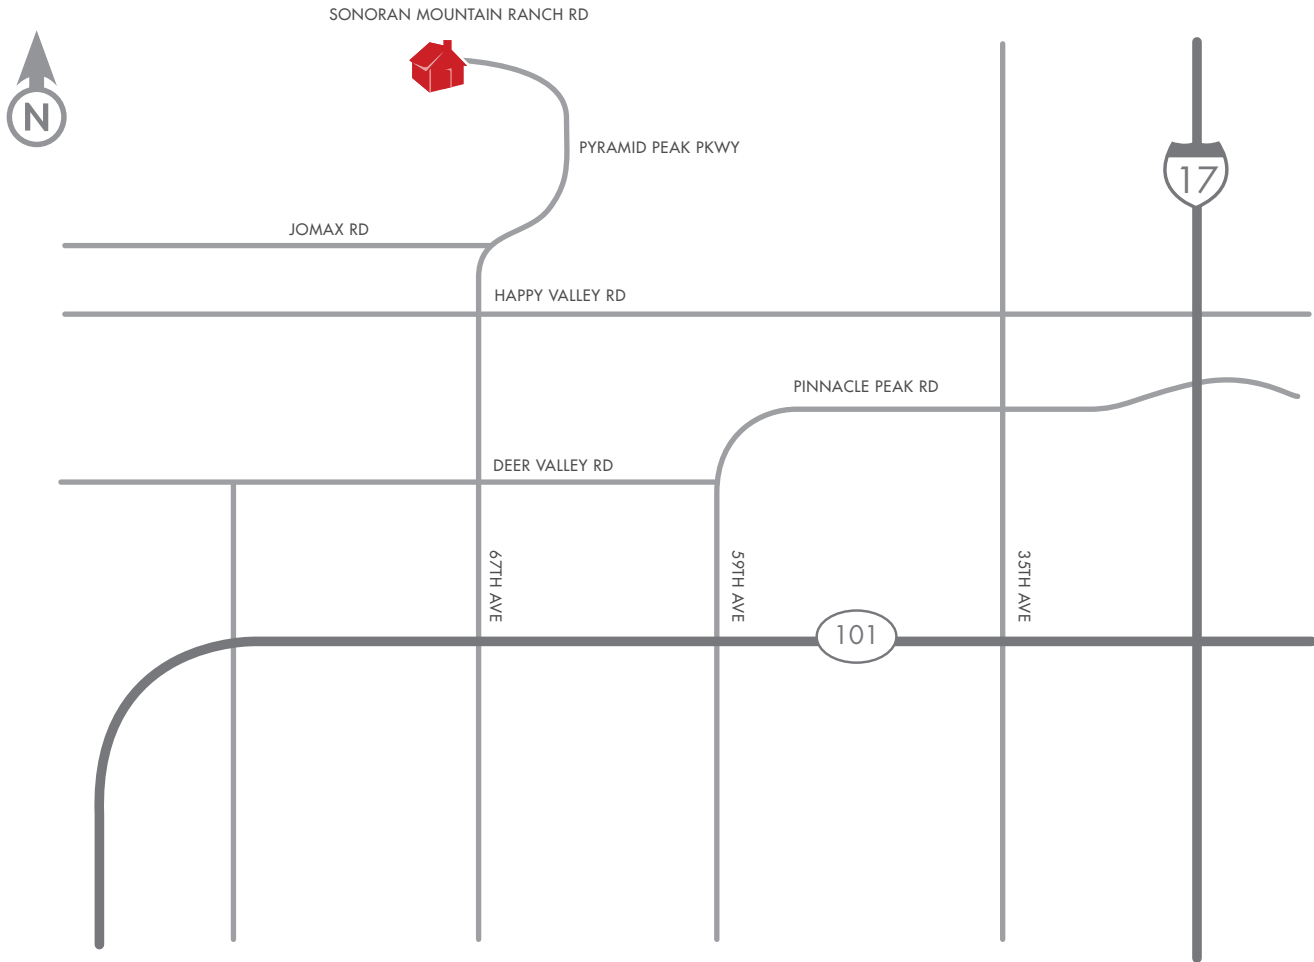 SONORAN MOUNTAIN RANCH RD
N
PYRAMID PEAK PKWY
17
JOMAX RD
HAPPY VALLEY RD
PINNACLE PEAK RD
DEER VALLEY RD
67TH AVE
59TH AVE
35TH AVE
101